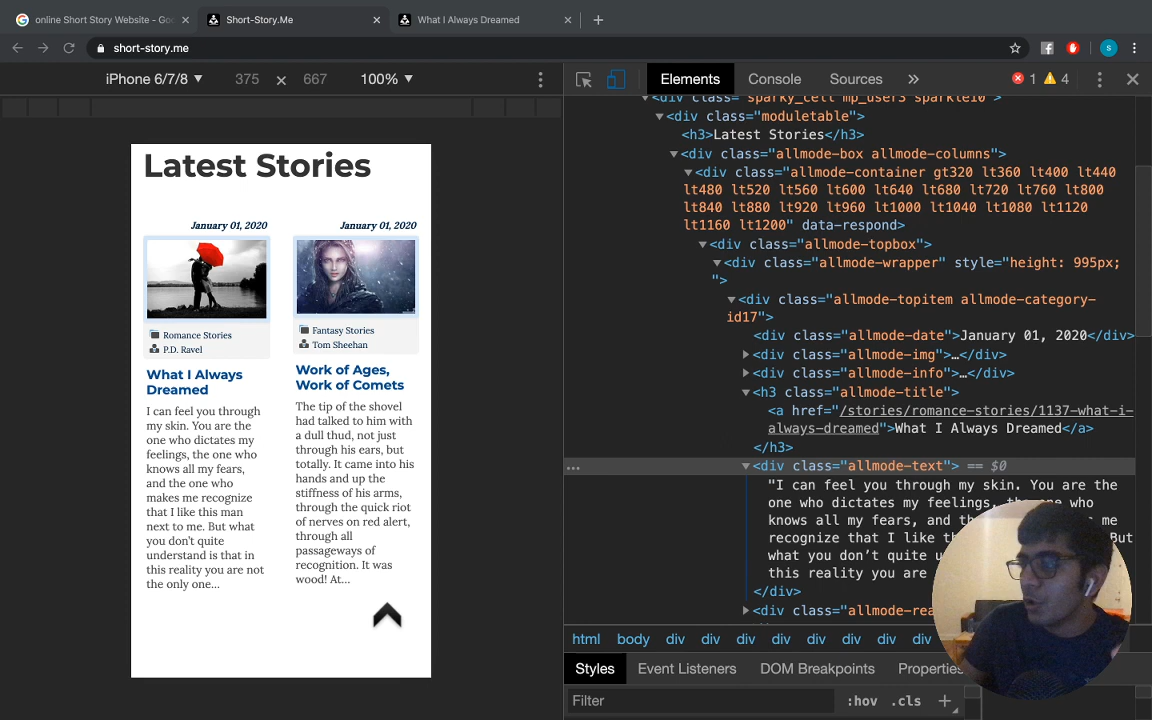 online Short Story Website - Goo
Short-Story.Me
What I Always Dreamed
short-story.me
s
iPhone 6/7/8 ▼ 375 × 667 100% ▼
Elements Console Sources » 1 4
Latest Stories
January 01, 2020
Romance Stories
P.D. Ravel
What I Always
Dreamed
I can feel you through
my skin. You are the
one who dictates my
feelings, the one who
knows all my fears,
and the one who
makes me recognize
that I like this man
next to me. But what
you don't quite
understand is that in
this reality you are not
the only one...
January 01, 2020
Fantasy Stories
Tom Sheehan
Work of Ages,
Work of Comets
The tip of the shovel
had talked to him with
a dull thud, not just
through his ears, but
totally. It came into his
hands and up the
stiffness of his arms,
through the quick riot
of nerves on red alert,
through all
passageways of
recognition. It was
wood! At...
<div class="sparky_cell mp_user3 sparkle10">
<div class="moduletable">
<h3>Latest Stories</h3>
<div class="allmode-box allmode-columns">
<div class="allmode-container gt320 lt360 lt400 lt440
lt480 lt520 lt560 lt600 lt640 lt680 lt720 lt760 lt800
lt840 lt880 lt920 lt960 lt1000 lt1040 lt1080 lt1120
lt1160 lt1200" data-respond>
<div class="allmode-topbox">
<div class="allmode-wrapper" style="height: 995px;
">
<div class="allmode-topitem allmode-category-
id17">
<div class="allmode-date">January 01, 2020</div>
<div class="allmode-img">…</div>
<div class="allmode-info">…</div>
<h3 class="allmode-title">
<a href="/stories/romance-stories/1137-what-i-
always-dreamed">What I Always Dreamed</a>
</h3>
… <div class="allmode-text"> == $0
"I can feel you through my skin. You are the
one who dictates my feelings, the one who
knows all my fears, and th me
recognize that I like th But
what you don't quite u
this reality you are
</div>
<div class="allmode-rea
html body div div div div div div div div
Styles Event Listeners DOM Breakpoints Properties
Filter :hov .cls +